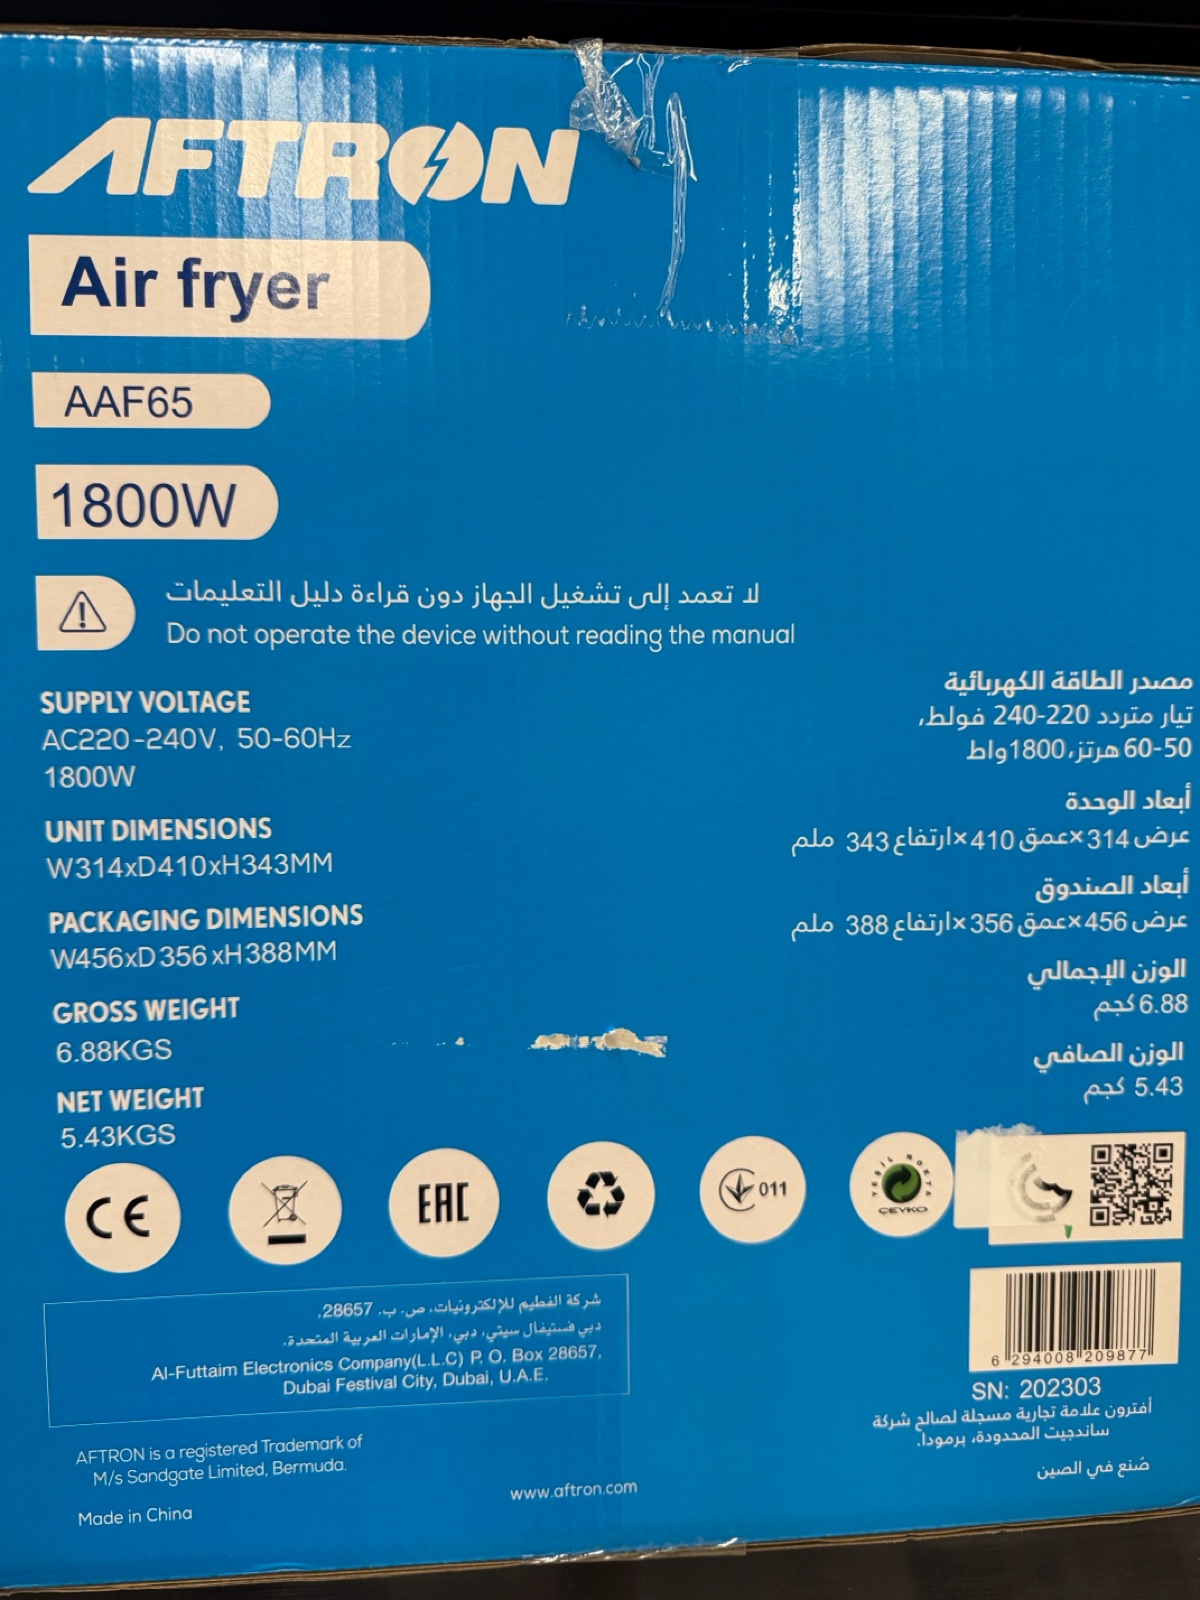 AFTRON
Air fryer
AAF65
1800W
لا تعمد إلى تشغيل الجهاز دون قراءة دليل التعليمات
Do not operate the device without reading the manual
SUPPLY VOLTAGE
AC220-240V, 50-60Hz
1800W
UNIT DIMENSIONS
W314xD410xH343MM
PACKAGING DIMENSIONS
W456xD356xH388MM
GROSS WEIGHT
6.88KGS
NET WEIGHT
5.43KGS
مصدر الطاقة الكهربائية
تيار متردد 220-240 فولط،
50-60 هرتز،1800واط
أبعاد الوحدة
عرض 314×عمق 410×ارتفاع 343 ملم
أبعاد الصندوق
عرض 456×عمق 356×ارتفاع 388 ملم
الوزن الإجمالي
6.88 كجم
الوزن الصافي
5.43 كجم
CE
EAC
011
YEŞİL NOKTA
ÇEVKO
شركة الفطيم للإلكترونيات، ص. ب. 28657،
دبي فستيفال سيتي، دبي، الإمارات العربية المتحدة.
Al-Futtaim Electronics Company(L.L.C) P. O. Box 28657,
Dubai Festival City, Dubai, U.A.E.
6 294008 209877
SN: 202303
أفترون علامة تجارية مسجلة لصالح شركة
ساندجيت المحدودة، برمودا.
صُنع في الصين
AFTRON is a registered Trademark of
M/s Sandgate Limited, Bermuda.
www.aftron.com
Made in China